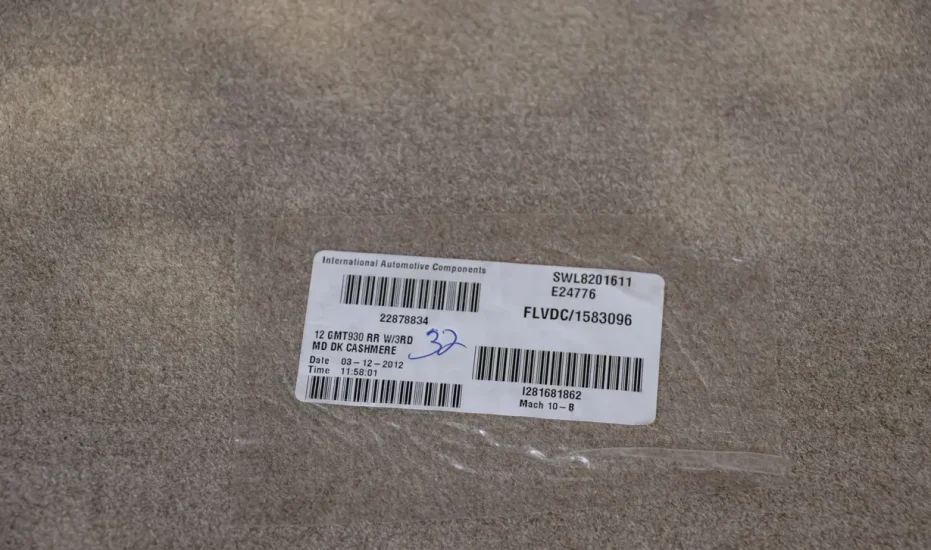 International Automotive Components
22878834
12 GMT930 RR W/3RD
MD DK CASHMERE
32
Date 03-12-2012
Time 11:58:01
SWL8201611
E24776
FLVDC/1583096
I281681862
Mach 10-B